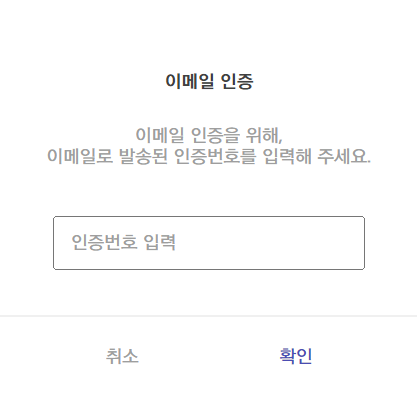 이메일 인증
이메일 인증을 위해,
이메일로 발송된 인증번호를 입력해 주세요.
인증번호 입력
취소
확인